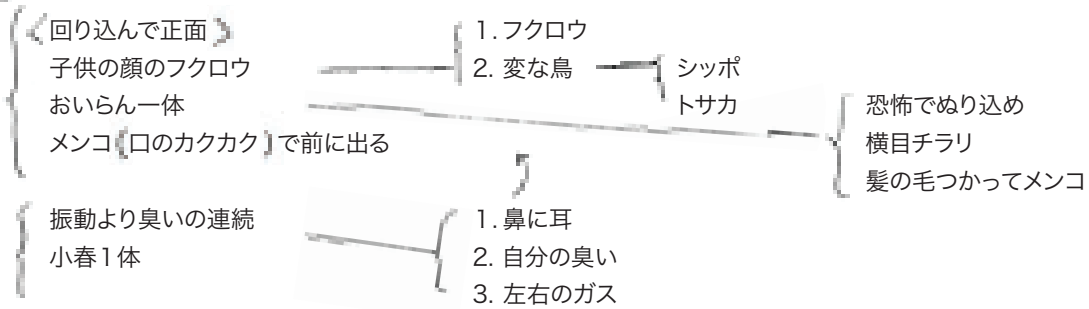 〈回り込んで正面〉
子供の顔のフクロウ
おいらん一体
メンコ(口のカクカク)で前に出る
1.フクロウ
2. 変な鳥
シッポ
トサカ
恐怖でぬり込め
横目チラリ
髪の毛つかってメンコ
振動より臭いの連続
小春1体
1. 鼻に耳
2. 自分の臭い
3. 左右のガス